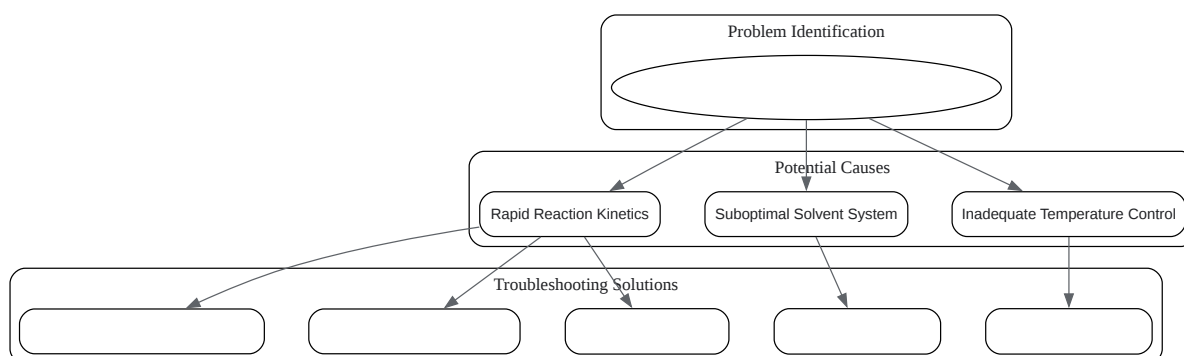 Problem Identification
Potential Causes
Rapid Reaction Kinetics
Suboptimal Solvent System
Inadequate Temperature Control
Troubleshooting Solutions